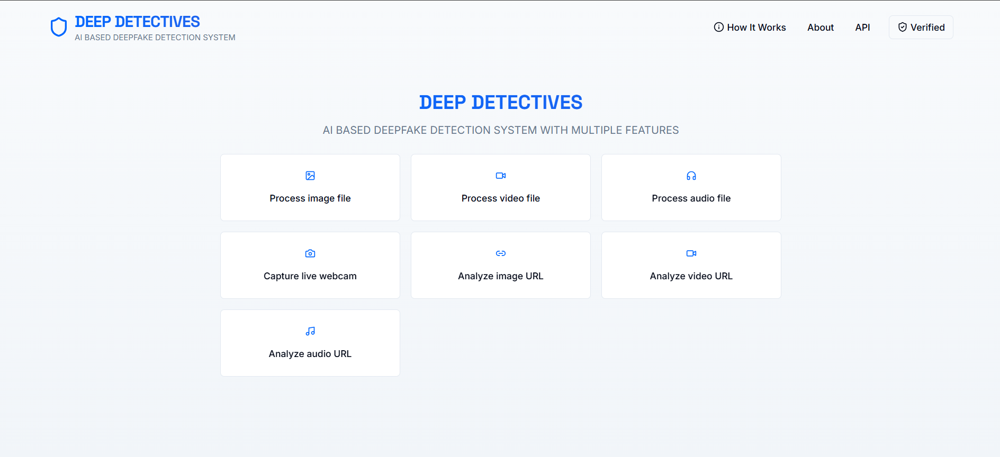 DEEP DETECTIVES
AI BASED DEEPFAKE DETECTION SYSTEM
How It Works
About
API
Verified
DEEP DETECTIVES
AI BASED DEEPFAKE DETECTION SYSTEM WITH MULTIPLE FEATURES
Process image file
Process video file
Process audio file
Capture live webcam
Analyze image URL
Analyze video URL
Analyze audio URL